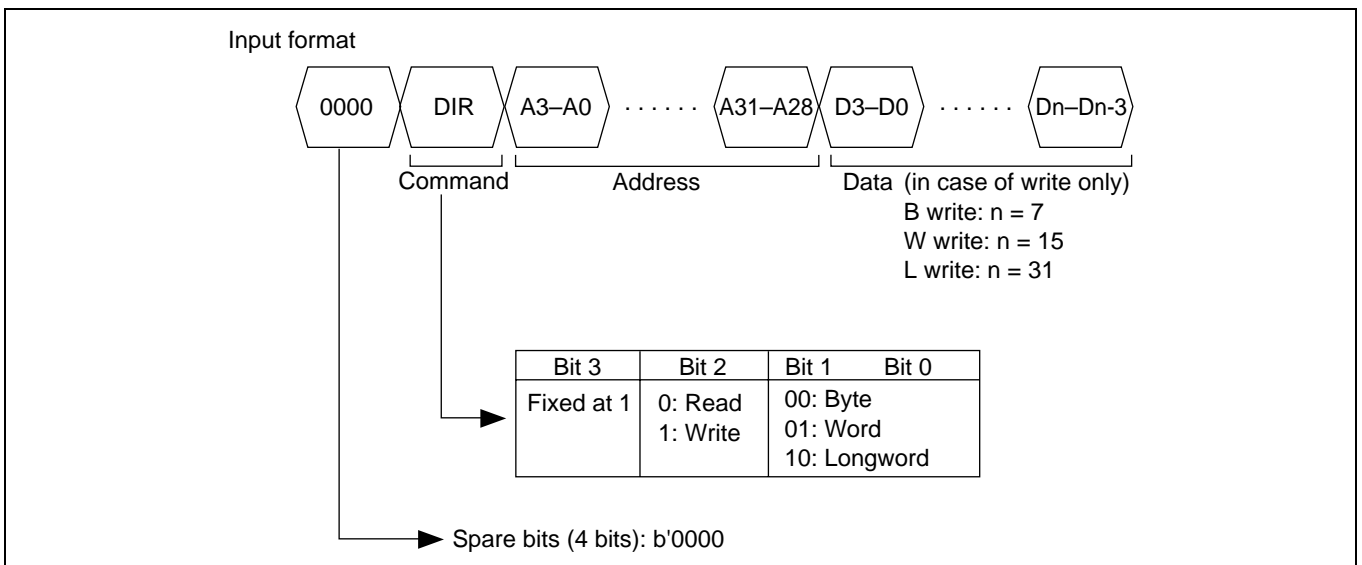 Input format
0000 DIR A3–A0 · · · · · · A31–A28 D3–D0 · · · · · · Dn–Dn-3
Command Address Data (in case of write only)
B write: n = 7
W write: n = 15
L write: n = 31
Bit 3 Bit 2 Bit 1 Bit 0
Fixed at 1 0: Read 00: Byte
1: Write 01: Word
10: Longword
Spare bits (4 bits): b'0000